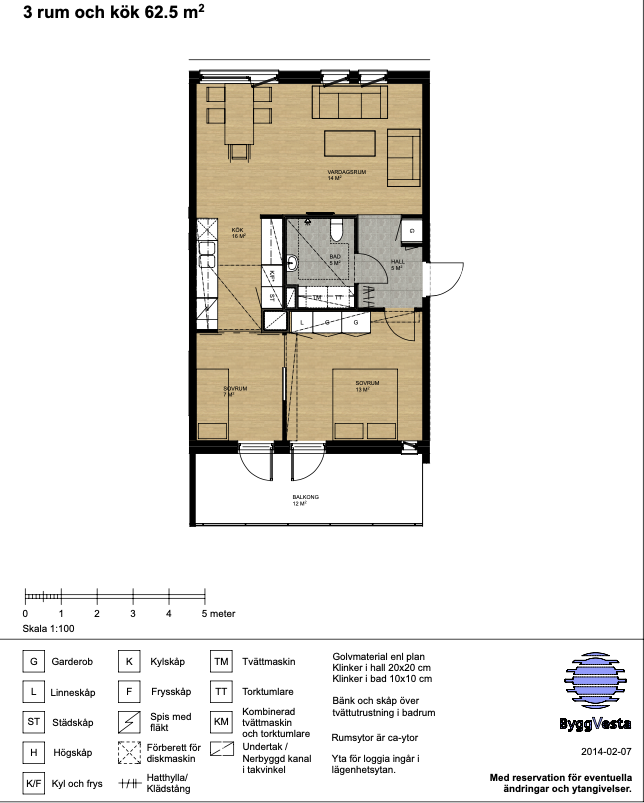 3 rum och kök 62.5 m²
VARDAGSRUM
14 M²
KÖK
16 M²
G
BAD
5 M²
HALL
5 M²
K/F
ST
TM
TT
L
G
G
SOVRUM
7 M²
SOVRUM
13 M²
BALKONG
12 M²
0 1 2 3 4 5 meter
Skala 1:100
G Garderob
L Linneskåp
ST Städskåp
H Högskåp
K/F Kyl och frys
K Kylskåp
F Frysskåp
Spis med
fläkt
Förberett för
diskmaskin
Hatthylla/
Klädstång
TM Tvättmaskin
TT Torktumlare
KM Kombinerad
tvättmaskin
och torktumlare
Undertak /
Nerbyggd kanal
i takvinkel
Golvmaterial enl plan
Klinker i hall 20x20 cm
Klinker i bad 10x10 cm
Bänk och skåp över
tvättutrustning i badrum
Rumsytor är ca-ytor
Yta för loggia ingår i
lägenhetsytan.
ByggVesta
2014-02-07
Med reservation för eventuella
ändringar och ytangivelser.